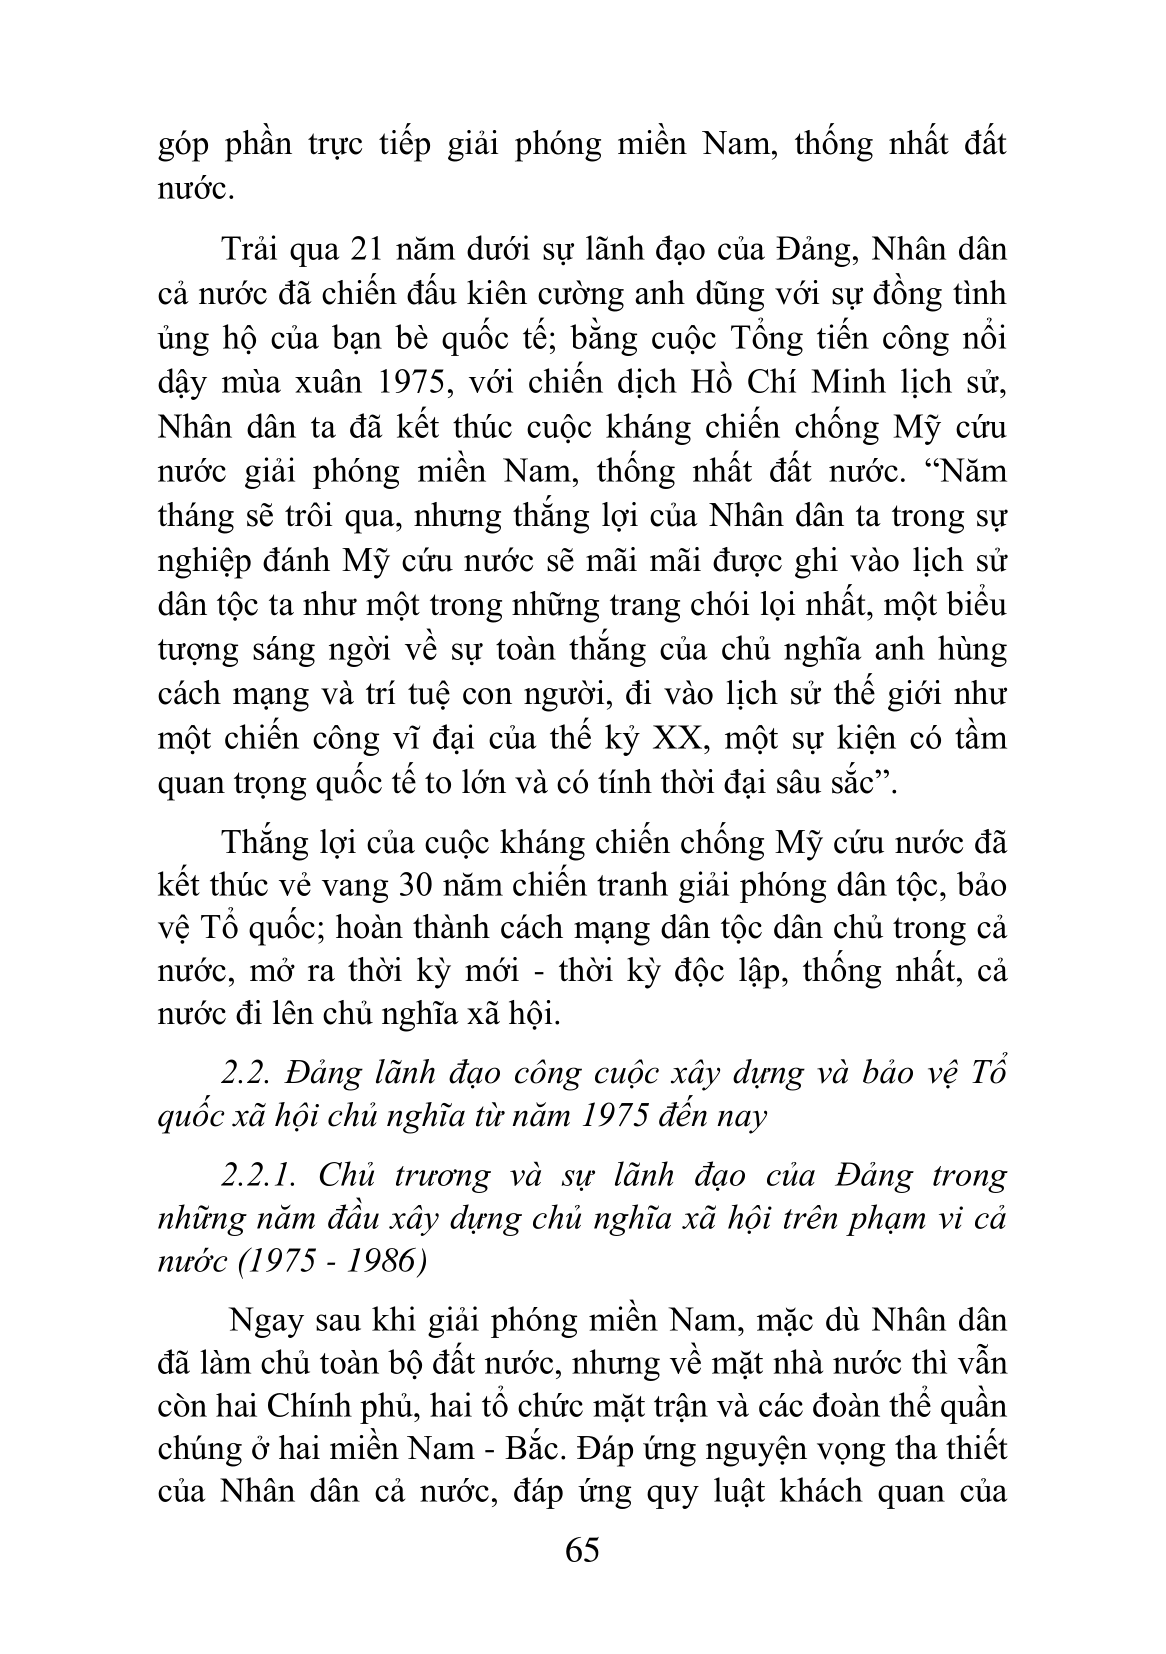 góp phần trực tiếp giải phóng miền Nam, thống nhất đất
nước.
Trải qua 21 năm dưới sự lãnh đạo của Đảng, Nhân dân
cả nước đã chiến đấu kiên cường anh dũng với sự đồng tình
ủng hộ của bạn bè quốc tế; bằng cuộc Tổng tiến công nổi
dậy mùa xuân 1975, với chiến dịch Hồ Chí Minh lịch sử,
Nhân dân ta đã kết thúc cuộc kháng chiến chống Mỹ cứu
nước giải phóng miền Nam, thống nhất đất nước. “Năm
tháng sẽ trôi qua, nhưng thắng lợi của Nhân dân ta trong sự
nghiệp đánh Mỹ cứu nước sẽ mãi mãi được ghi vào lịch sử
dân tộc ta như một trong những trang chói lọi nhất, một biểu
tượng sáng ngời về sự toàn thắng của chủ nghĩa anh hùng
cách mạng và trí tuệ con người, đi vào lịch sử thế giới như
một chiến công vĩ đại của thế kỷ XX, một sự kiện có tầm
quan trọng quốc tế to lớn và có tính thời đại sâu sắc”.
Thắng lợi của cuộc kháng chiến chống Mỹ cứu nước đã
kết thúc vẻ vang 30 năm chiến tranh giải phóng dân tộc, bảo
vệ Tổ quốc; hoàn thành cách mạng dân tộc dân chủ trong cả
nước, mở ra thời kỳ mới - thời kỳ độc lập, thống nhất, cả
nước đi lên chủ nghĩa xã hội.
2.2. Đảng lãnh đạo công cuộc xây dựng và bảo vệ Tổ
quốc xã hội chủ nghĩa từ năm 1975 đến nay
2.2.1. Chủ trương và sự lãnh đạo của Đảng trong
những năm đầu xây dựng chủ nghĩa xã hội trên phạm vi cả
nước (1975 - 1986)
Ngay sau khi giải phóng miền Nam, mặc dù Nhân dân
đã làm chủ toàn bộ đất nước, nhưng về mặt nhà nước thì vẫn
còn hai Chính phủ, hai tổ chức mặt trận và các đoàn thể quần
chúng ở hai miền Nam - Bắc. Đáp ứng nguyện vọng tha thiết
của Nhân dân cả nước, đáp ứng quy luật khách quan của
65